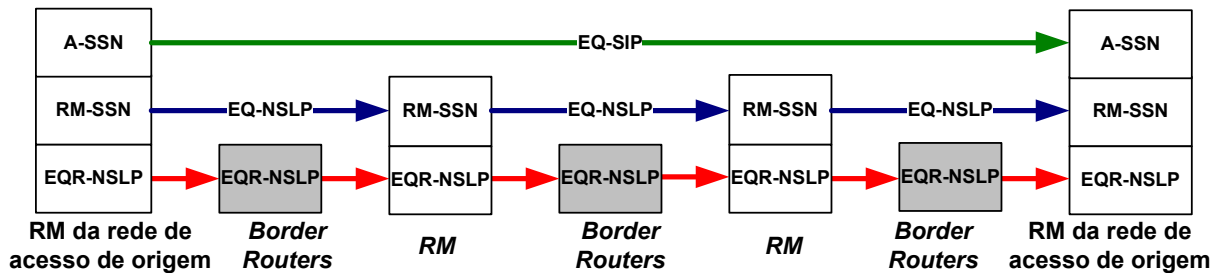 A-SSN EQ-SIP A-SSN
RM-SSN EQ-NSLP RM-SSN EQ-NSLP RM-SSN EQ-NSLP RM-SSN
EQR-NSLP EQR-NSLP EQR-NSLP EQR-NSLP EQR-NSLP EQR-NSLP EQR-NSLP
RM da rede de
acesso de origem
Border
Routers
RM
Border
Routers
RM
Border
Routers
RM da rede de
acesso de origem